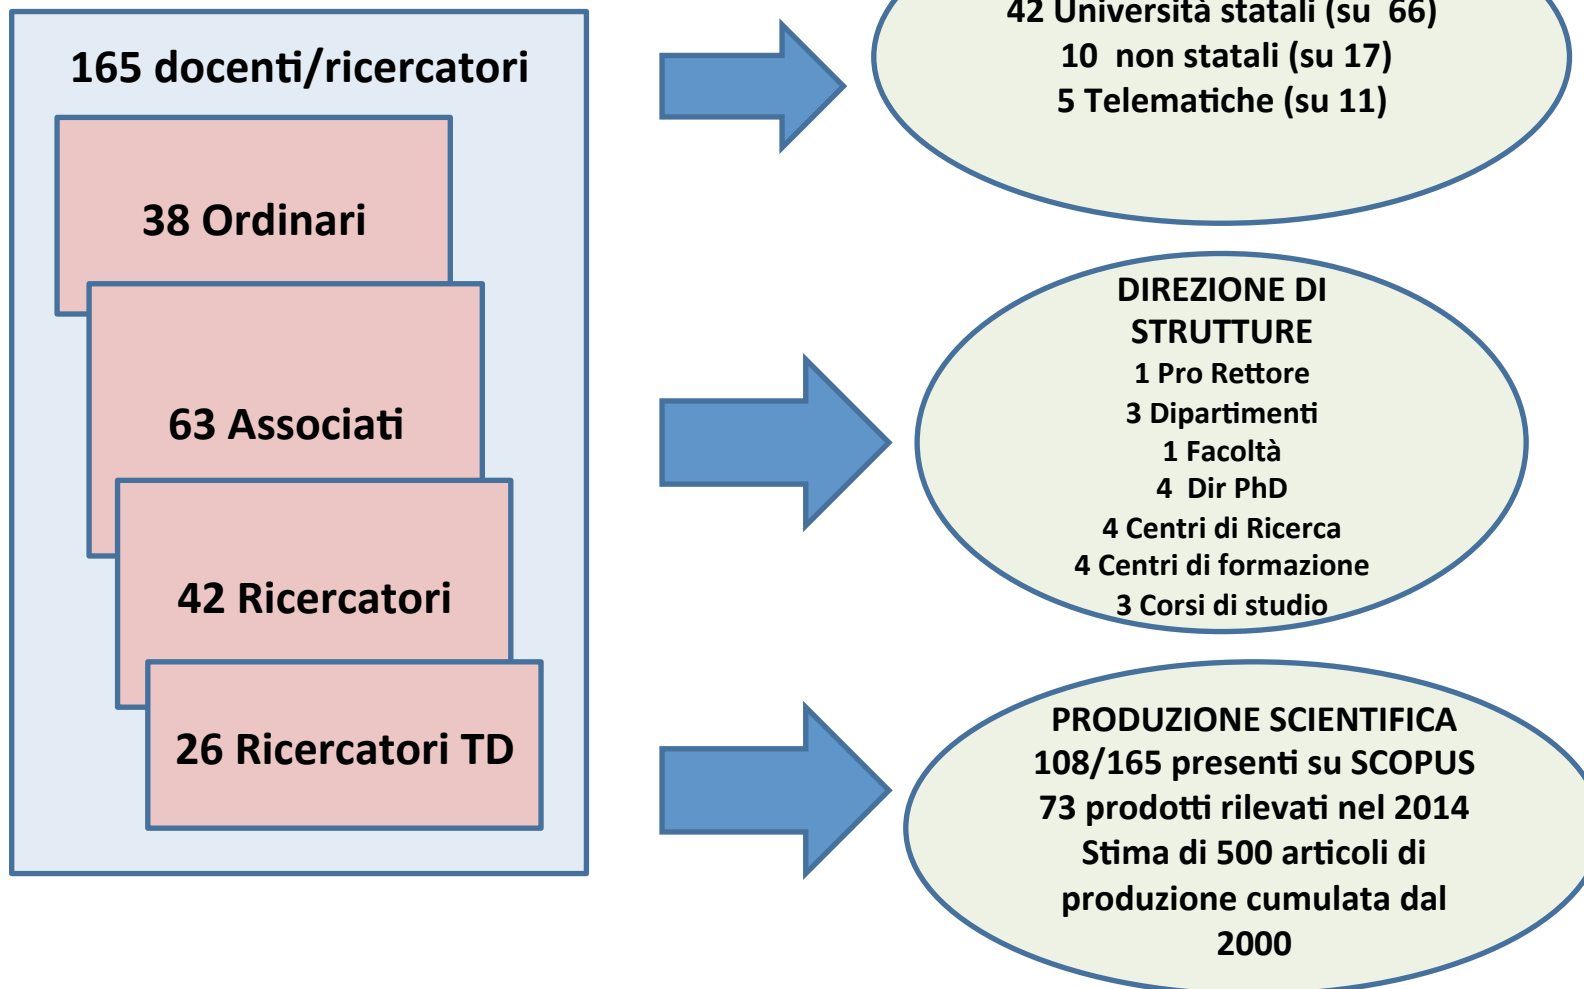 165 docenti/ricercatori
38 Ordinari
63 Associati
42 Ricercatori
26 Ricercatori TD
42 Università statali (su 66)
10 non statali (su 17)
5 Telematiche (su 11)
DIREZIONE DI
STRUTTURE
1 Pro Rettore
3 Dipartimenti
1 Facoltà
4 Dir PhD
4 Centri di Ricerca
4 Centri di formazione
3 Corsi di studio
PRODUZIONE SCIENTIFICA
108/165 presenti su SCOPUS
73 prodotti rilevati nel 2014
Stima di 500 articoli di
produzione cumulata dal
2000